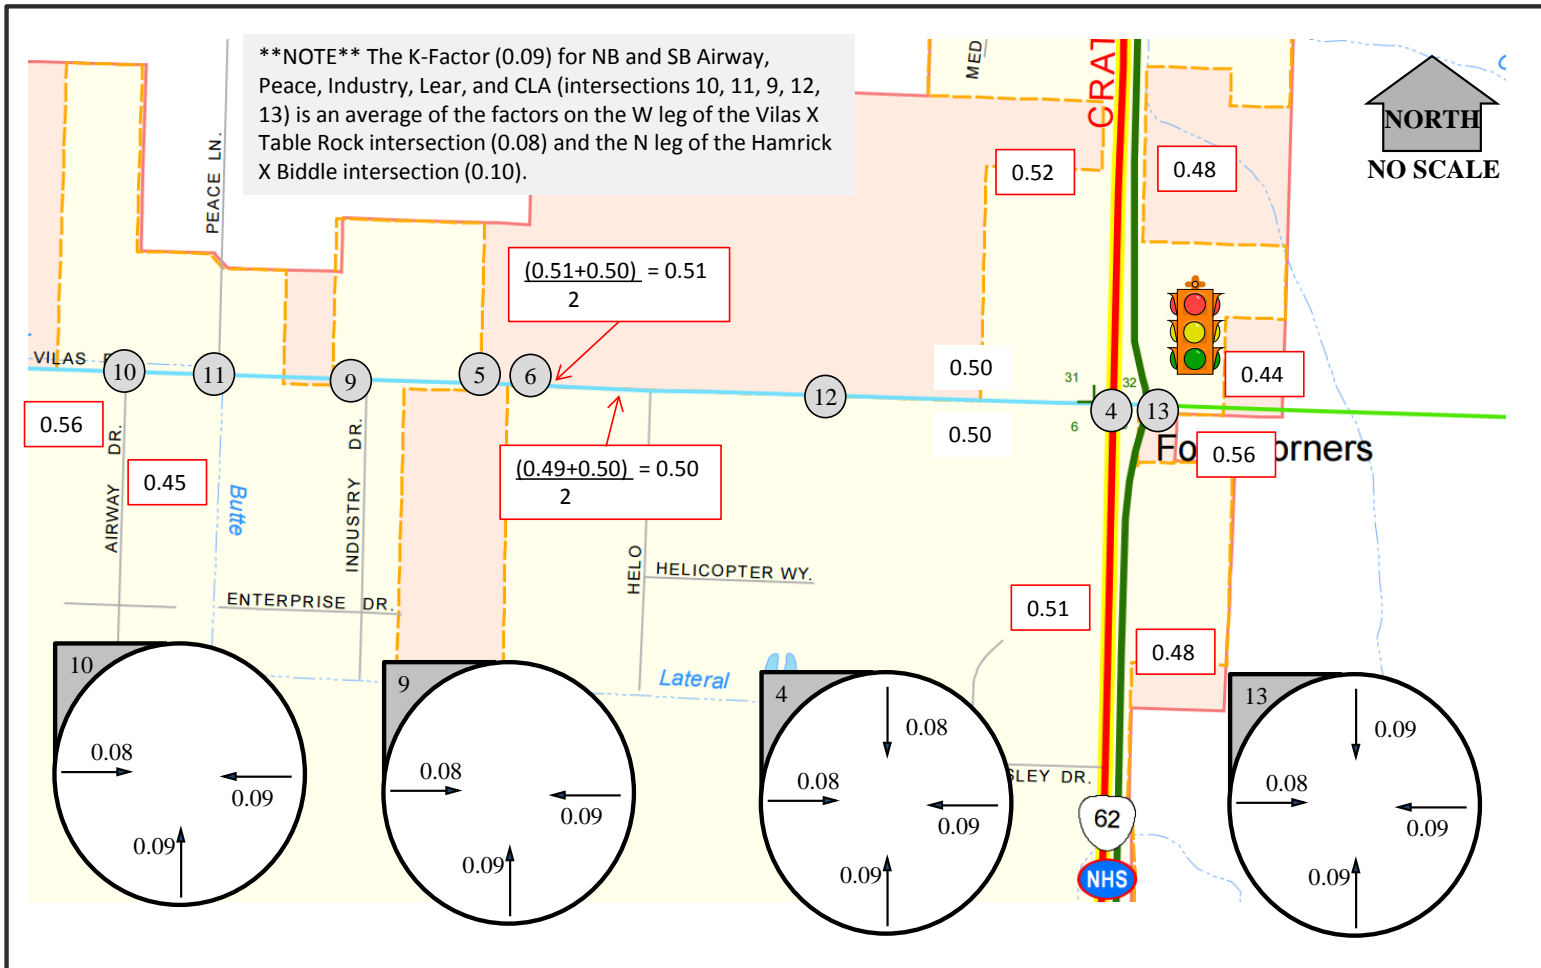 **NOTE** The K-Factor (0.09) for NB and SB Airway,
Peace, Industry, Lear, and CLA (intersections 10, 11, 9, 12,
13) is an average of the factors on the W leg of the Vilas X
Table Rock intersection (0.08) and the N leg of the Hamrick
X Biddle intersection (0.10).
PEACE LN.
MED
CRAT
NORTH
NO SCALE
0.52
0.48
(0.51+0.50) = 0.51
2
VILAS
10
11
9
5
6
12
0.50
31
32
4
13
6
0.44
0.56
0.50
Fo orners
0.56
(0.49+0.50) = 0.50
2
0.45
AIRWAY DR.
Butte
INDUSTRY DR.
HELO
HELICOPTER WY.
ENTERPRISE DR.
0.51
0.48
Lateral
SLEY DR.
62
NHS
10
0.08
0.09
0.09
9
0.08
0.09
0.09
4
0.08
0.08
0.09
0.09
13
0.09
0.08
0.09
0.09